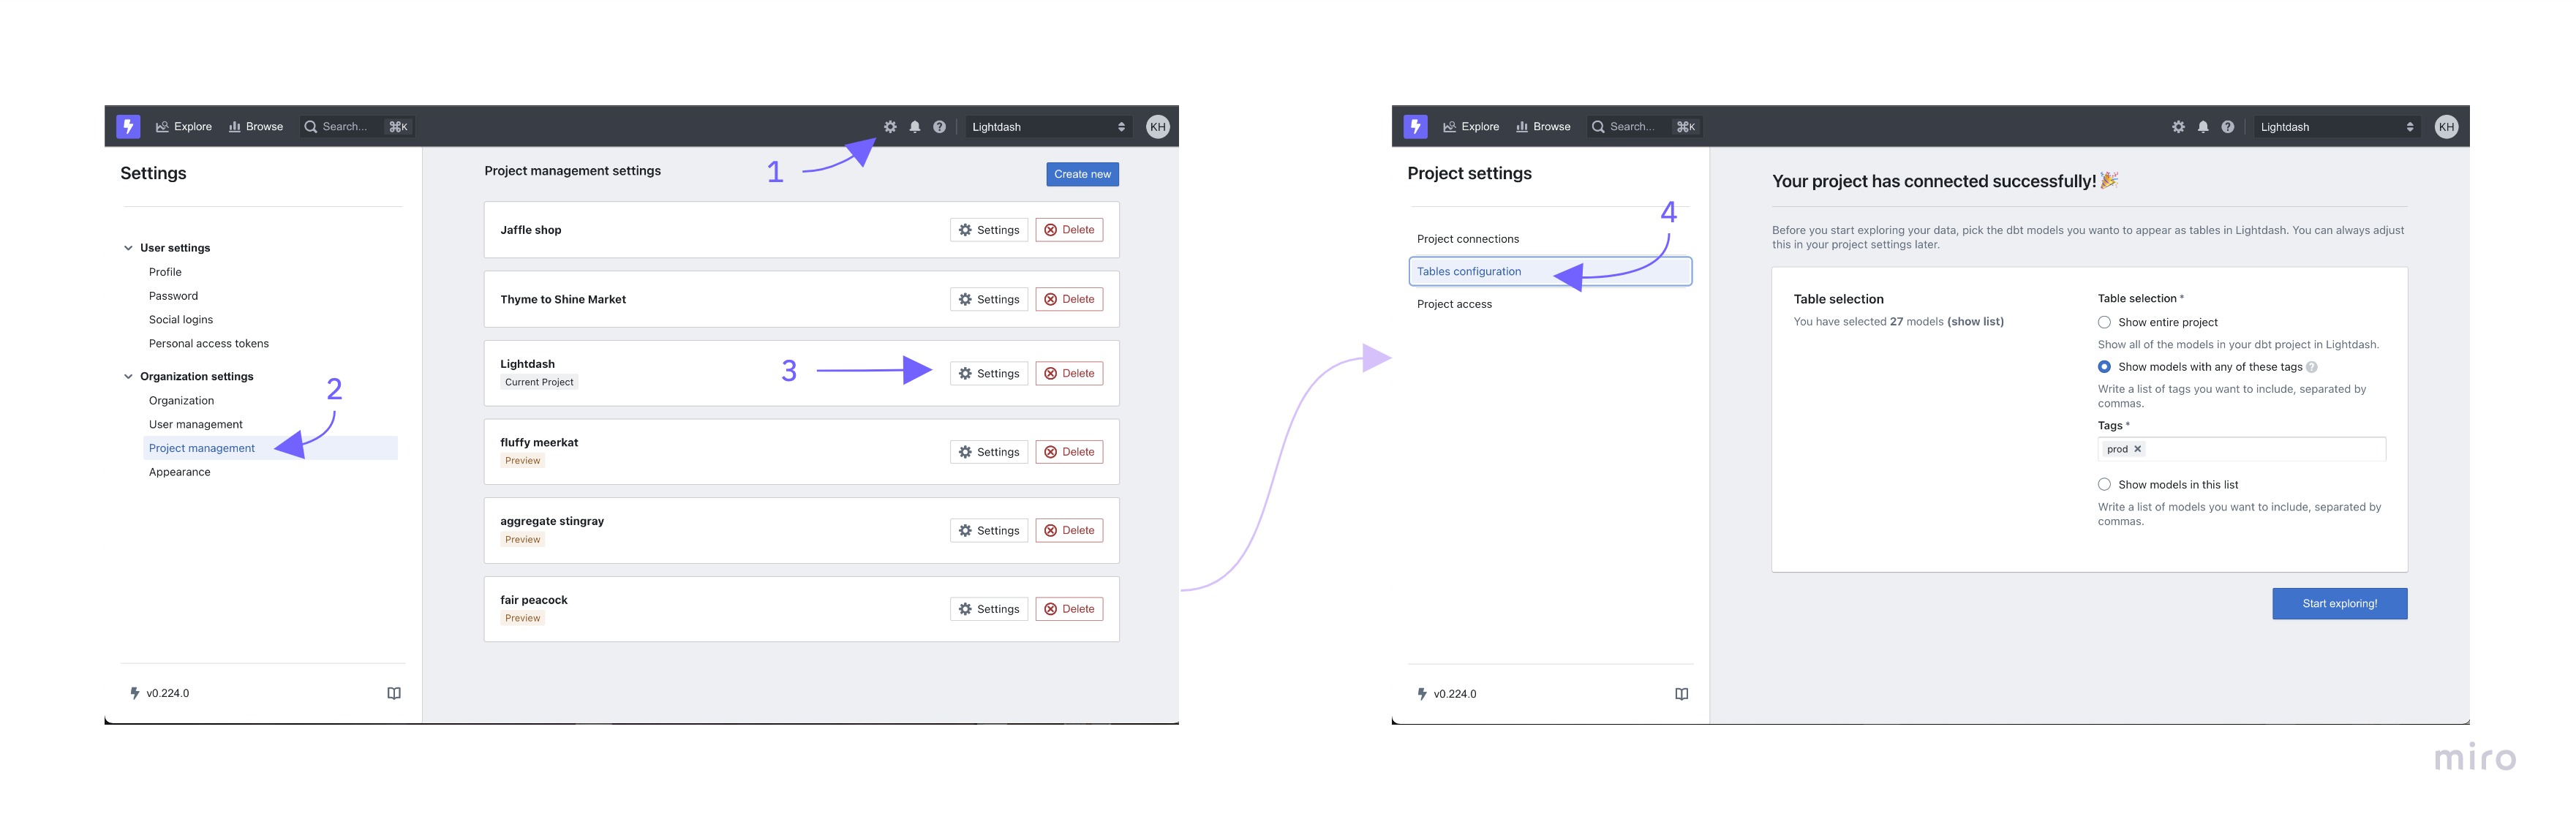 Explore
Browse
Search...
⌘K
Lightdash
KH
Settings
User settings
Profile
Password
Social logins
Personal access tokens
Organization settings
Organization
User management
Project management
Appearance
v0.224.0
1
2
3
Project management settings
Create new
Jaffle shop
Settings
Delete
Thyme to Shine Market
Settings
Delete
Lightdash
Current Project
Settings
Delete
fluffy meerkat
Preview
Settings
Delete
aggregate stingray
Preview
Settings
Delete
fair peacock
Preview
Settings
Delete
Explore
Browse
Search...
⌘K
Lightdash
KH
Project settings
4
Project connections
Tables configuration
Project access
v0.224.0
Your project has connected successfully! 🎉
Before you start exploring your data, pick the dbt models you wanto to appear as tables in Lightdash. You can always adjust
this in your project settings later.
Table selection
You have selected 27 models (show list)
Table selection *
Show entire project
Show all of the models in your dbt project in Lightdash.
Show models with any of these tags
Write a list of tags you want to include, separated by
commas.
Tags *
prod
Show models in this list
Write a list of models you want to include, separated by
commas.
Start exploring!
miro